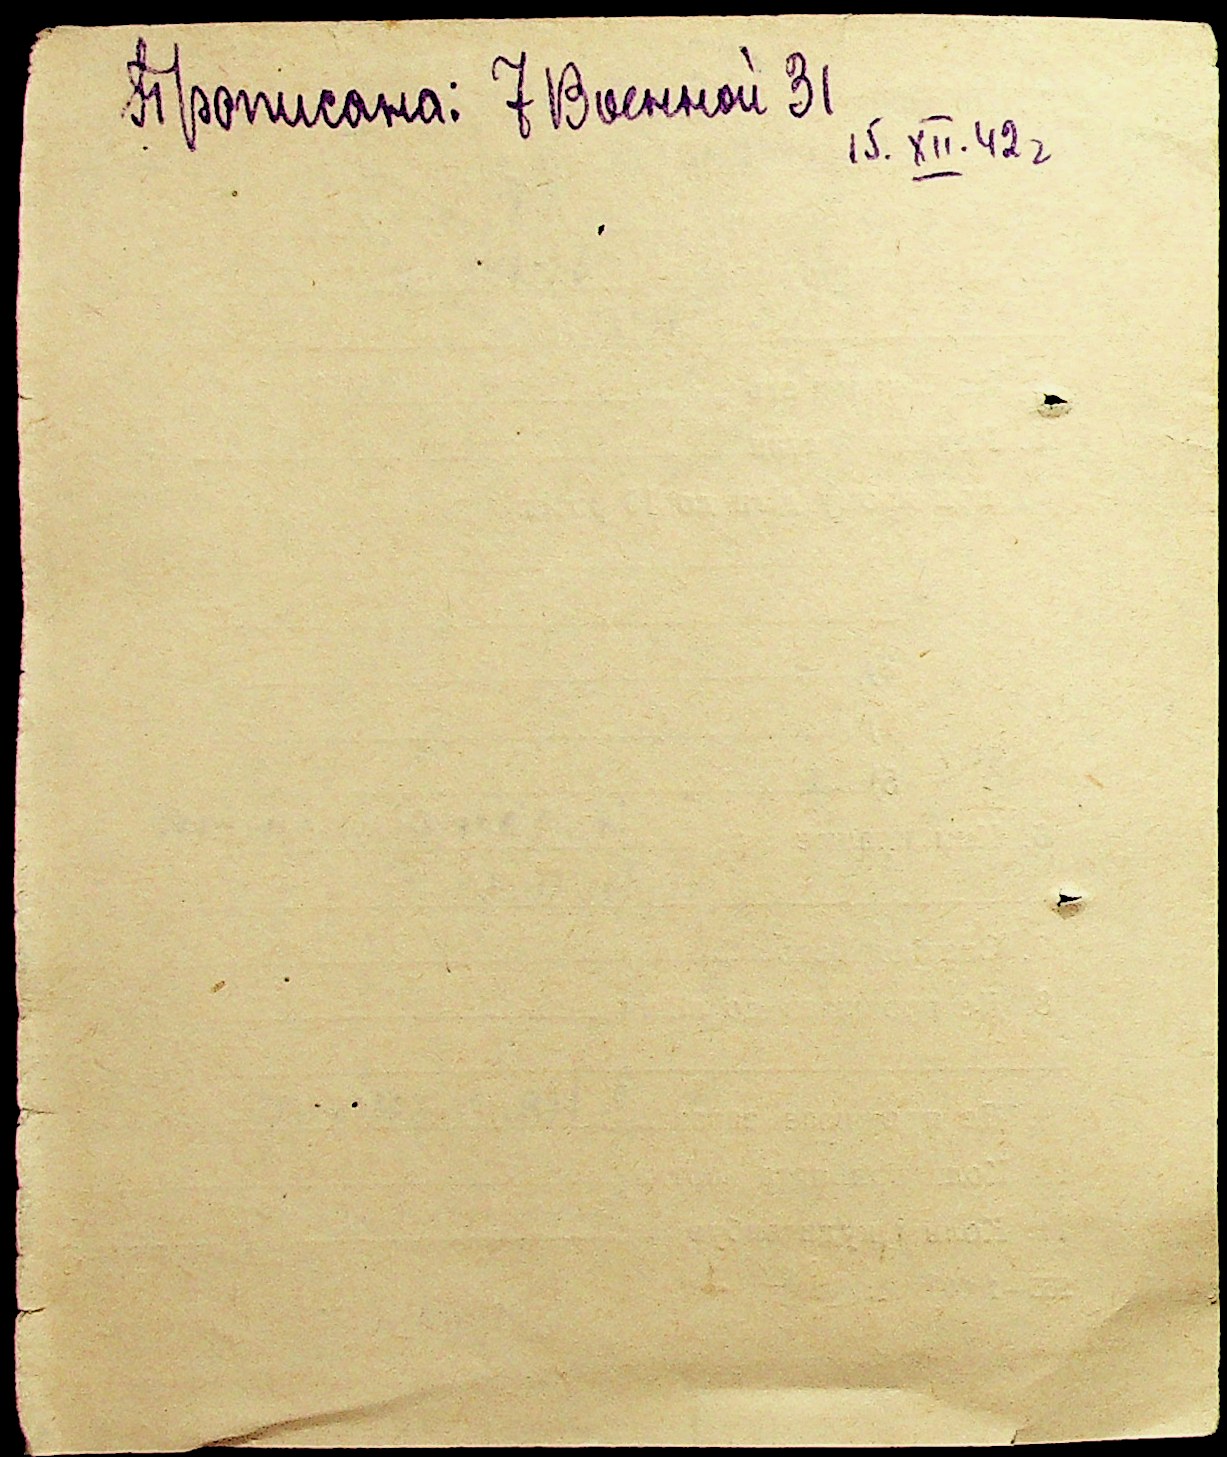 Прописана: 7 Военной 31
15. XII. 42 г